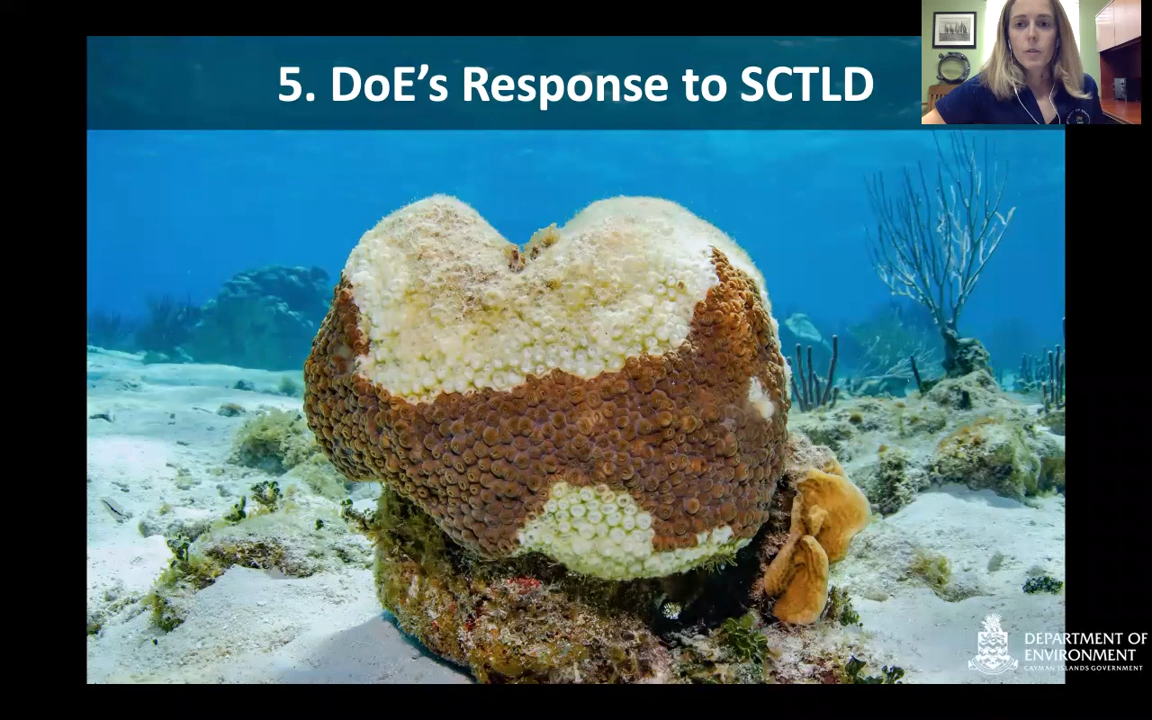 5. DoE’s Response to SCTLD
DEPARTMENT OF
ENVIRONMENT
CAYMAN ISLANDS GOVERNMENT